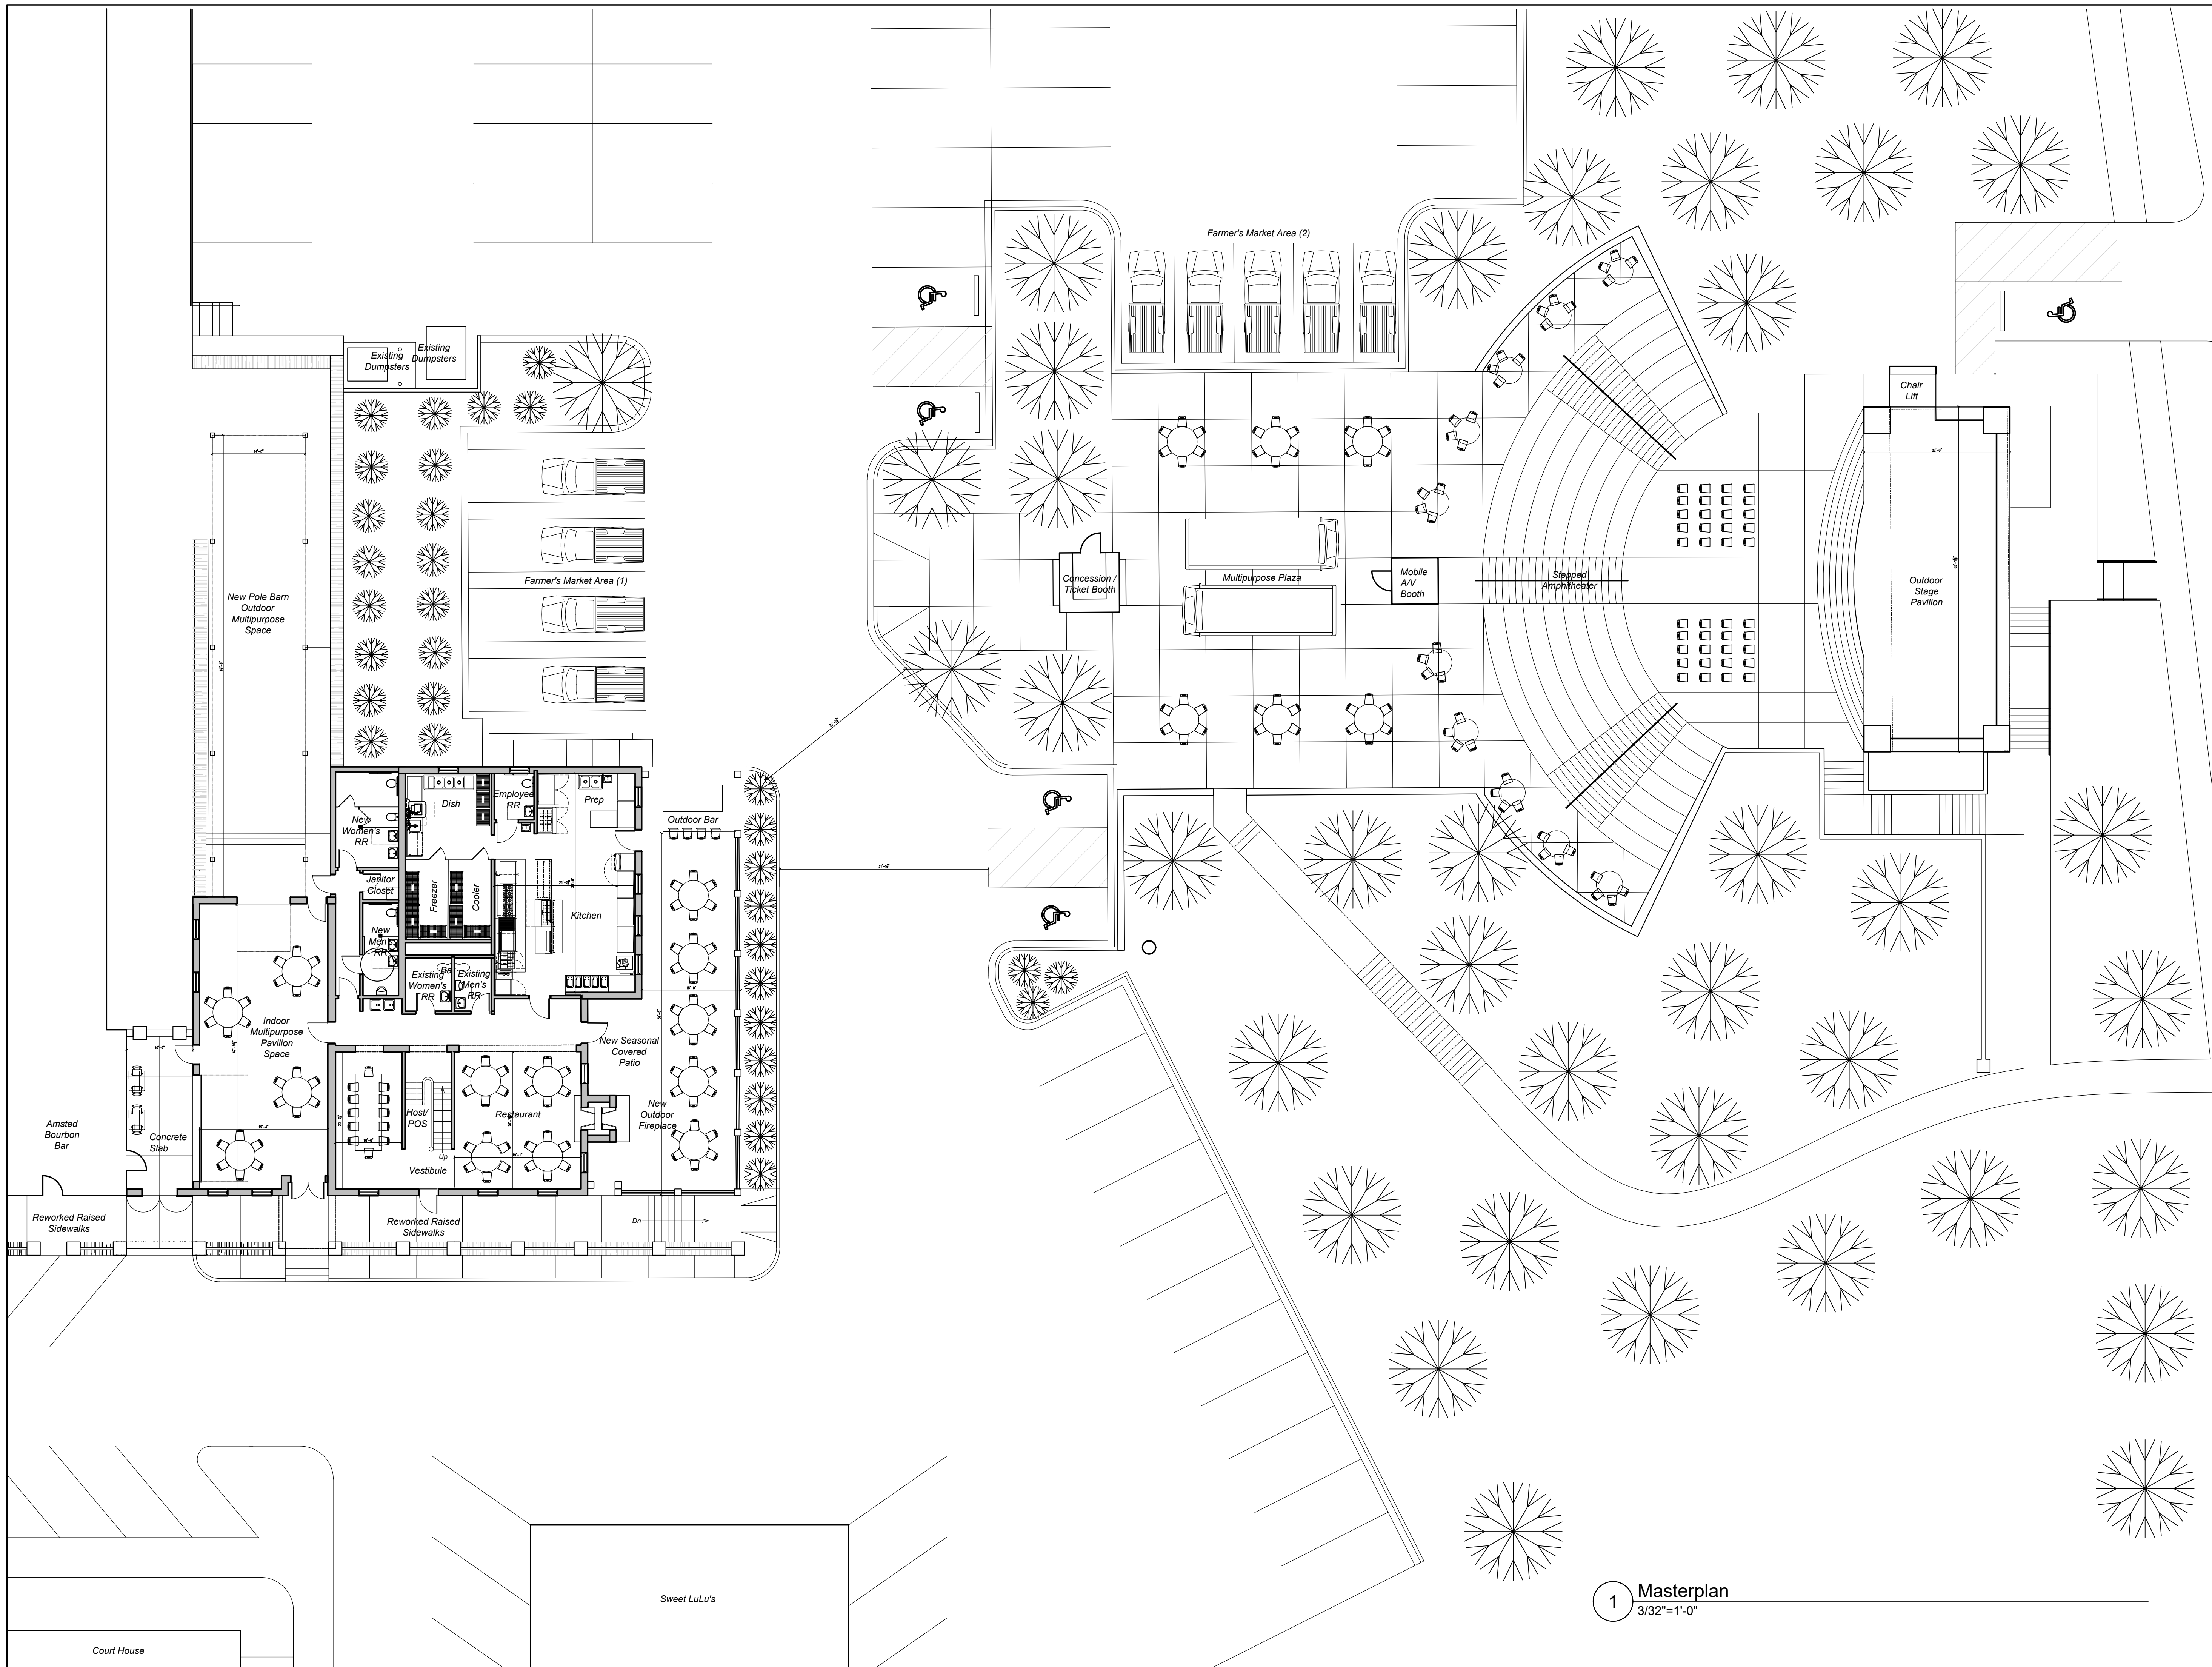 Farmer's Market Area (2)
Existing
Dumpsters
Existing
Dumpsters
Chair
Lift
Farmer's Market Area (1)
New Pole Barn
Outdoor
Multipurpose
Space
Concession /
Ticket Booth
Multipurpose Plaza
Mobile
A/V
Booth
Stepped
Amphitheater
Outdoor
Stage
Pavilion
Dish
Employee
RR
Prep
New
Women's
RR
Outdoor Bar
Janitor
Closet
Freezer
Cooler
Kitchen
New
Men's
RR
Existing
Women's
RR
Existing
Men's
RR
Indoor
Multipurpose
Pavilion
Space
New Seasonal
Covered
Patio
New
Outdoor
Fireplace
Host/
POS
Restaurant
Up
Vestibule
Amsted
Bourbon
Bar
Concrete
Slab
Reworked Raised
Sidewalks
Reworked Raised
Sidewalks
Dn
Sweet LuLu's
Court House
1
Masterplan
3/32"=1'-0"